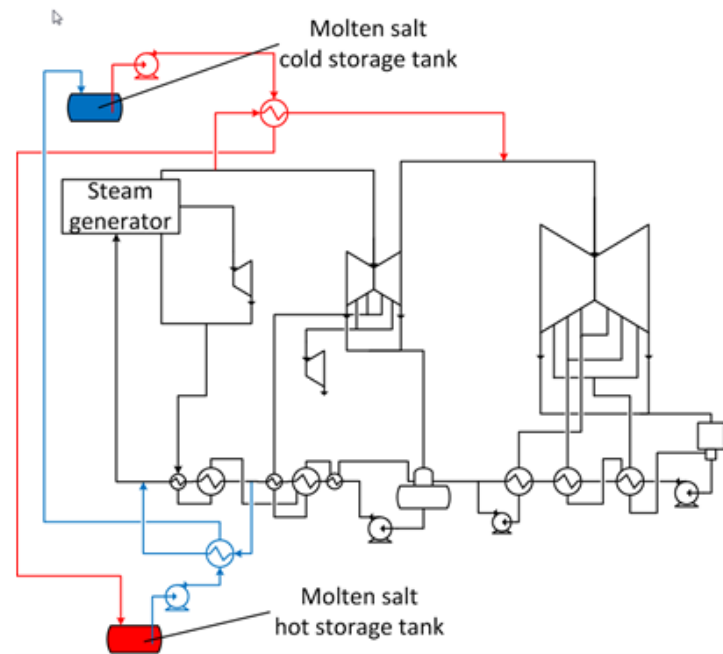 Molten salt
cold storage tank
Steam
generator
Molten salt
hot storage tank